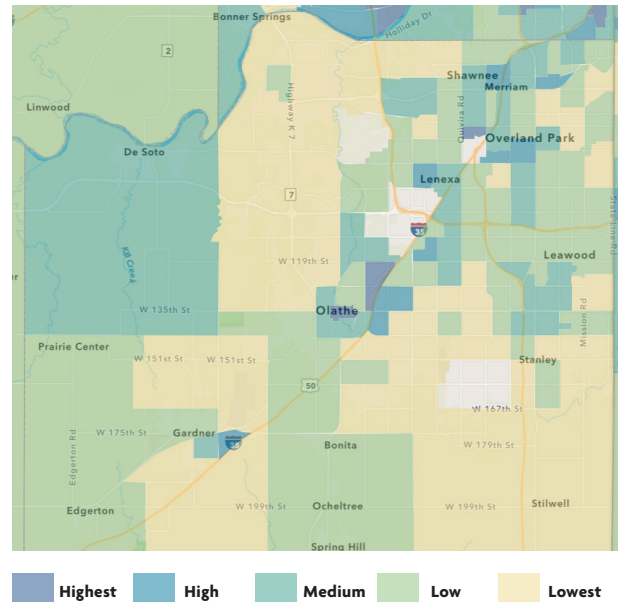 Bonner Springs
Holliday Dr
2
Highway K 7
Shawnee
Merriam
Linwood
Quivira Rd
Overland Park
De Soto
Lenexa
7
State Line Rd
35
Kill Creek
W 119th St
Leawood
er
W 135th St
Olathe
Mission Rd
Prairie Center
W 151st St
W 151st St
Stanley
50
W 167th St
Edgerton Rd
W 175th St
Gardner
35
Bonita
W 179th St
Edgerton
W 199th St
Ocheltree
W 199th St
Stilwell
Spring Hill
Highest
High
Medium
Low
Lowest